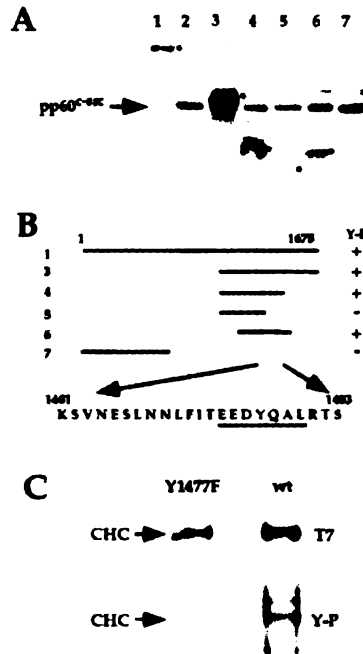 A
1 2 3 4 5 6 7
pp60c-src
B
1 1675
Y-P
1 +
3 +
4 +
5 -
6 +
7 -
1461 1483
KSVNESLNNLFITEEDYQALRTS
C
Y1477F wt
CHC T7
CHC Y-P